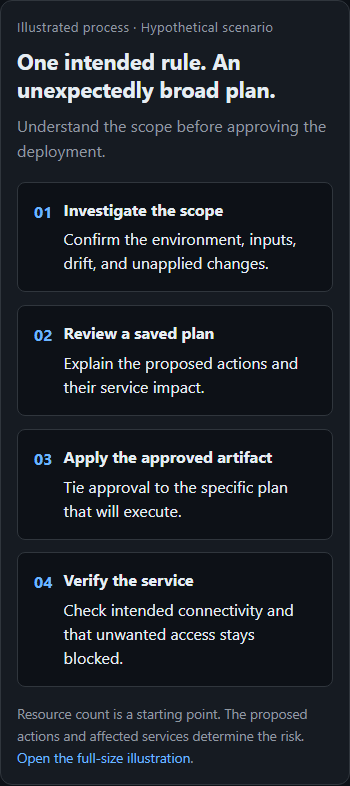 Illustrated process · Hypothetical scenario
One intended rule. An
unexpectedly broad plan.
Understand the scope before approving the
deployment.
01 Investigate the scope
Confirm the environment, inputs,
drift, and unapplied changes.
02 Review a saved plan
Explain the proposed actions and
their service impact.
03 Apply the approved artifact
Tie approval to the specific plan
that will execute.
04 Verify the service
Check intended connectivity and
that unwanted access stays
blocked.
Resource count is a starting point. The proposed
actions and affected services determine the risk.
Open the full-size illustration.